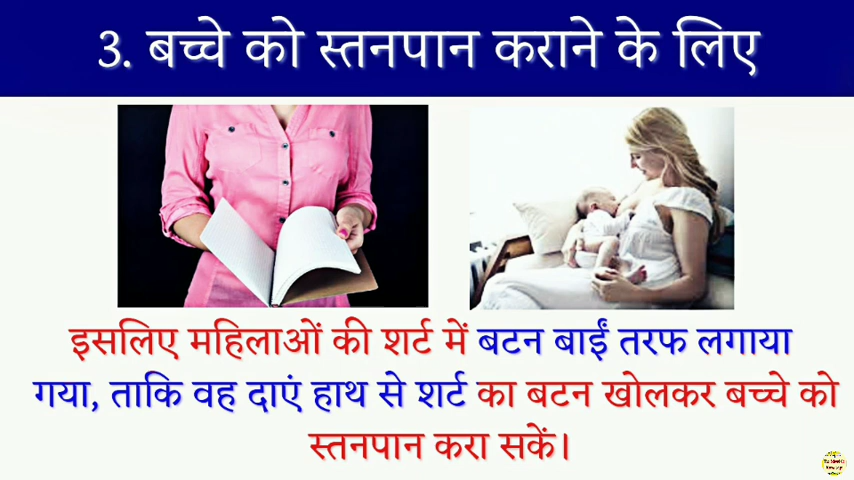 3. बच्चे को स्तनपान कराने के लिए
इसलिए महिलाओं की शर्ट में बटन बाईं तरफ लगाया
गया, ताकि वह दाएं हाथ से शर्ट का बटन खोलकर बच्चे को
स्तनपान करा सकें।